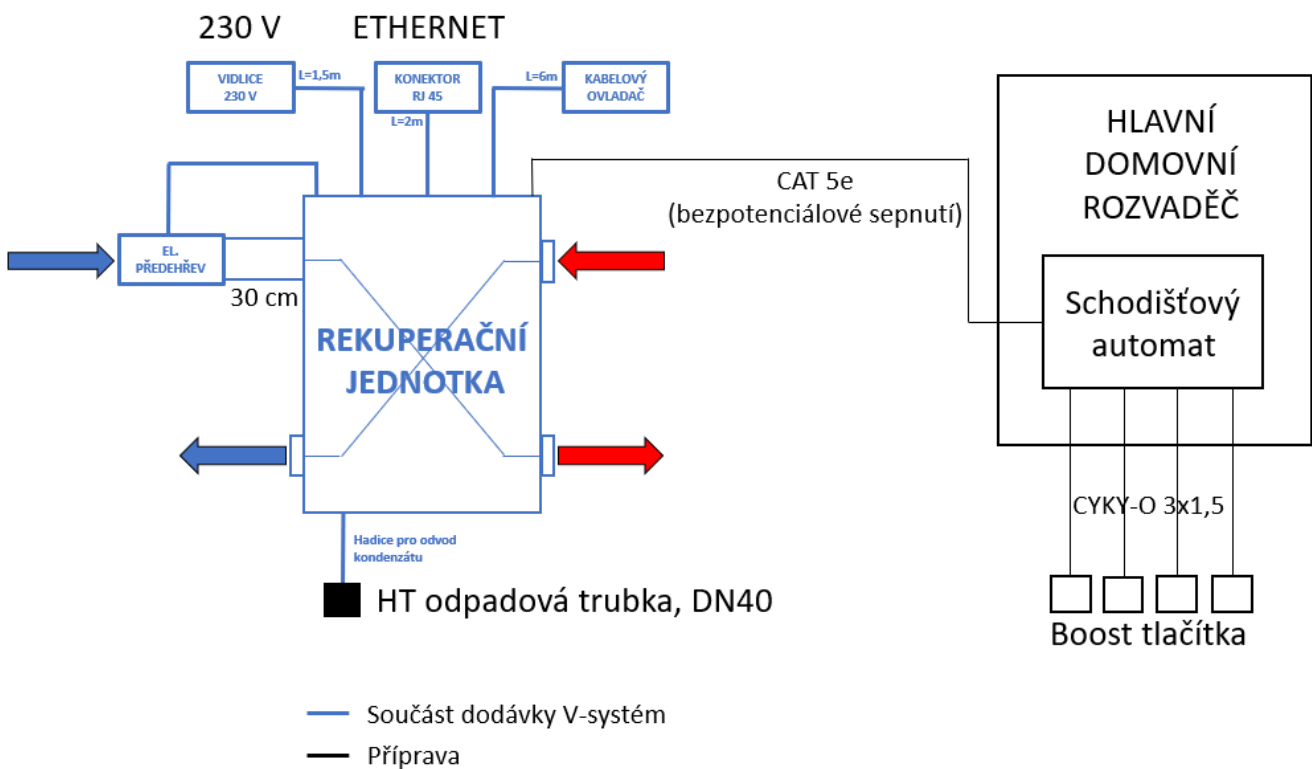 230 V
ETHERNET
VIDLICE
230 V
L=1,5m
KONEKTOR
RJ 45
L=2m
L=6m
KABELOVÝ
OVLADAČ
HLAVNÍ
DOMOVNÍ
ROZVADĚČ
CAT 5e
(bezpotenciálové sepnutí)
EL.
PŘEDEHŘEV
30 cm
REKUPERAČNÍ
JEDNOTKA
Schodišťový
automat
CYKY-O 3x1,5
Hadice pro odvod
kondenzátu
HT odpadová trubka, DN40
Boost tlačítka
Součást dodávky V-systém
Příprava